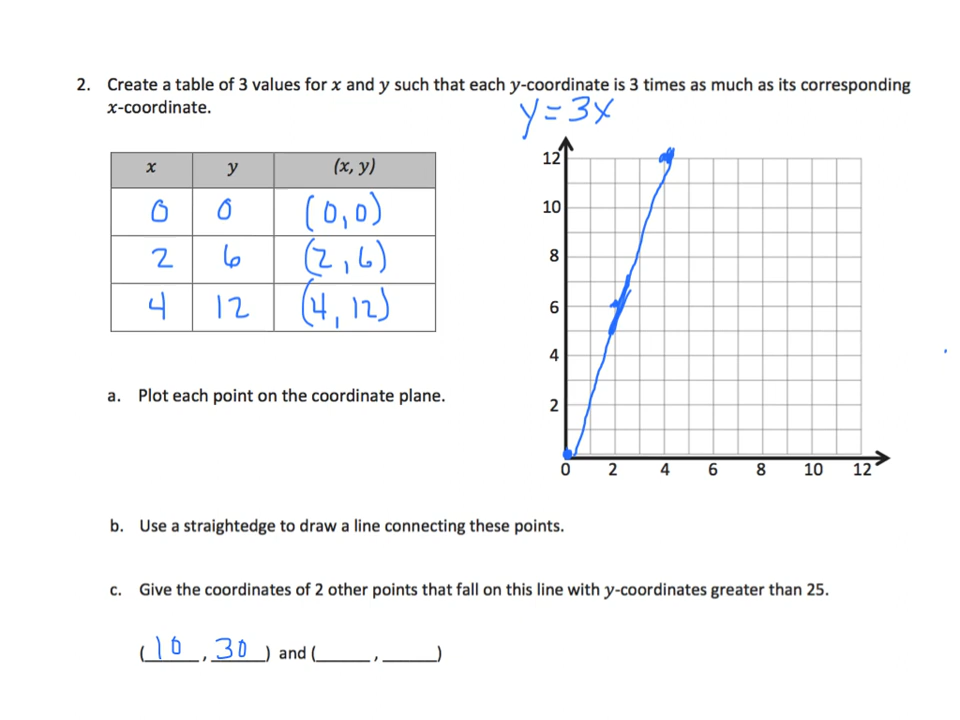 2. Create a table of 3 values for x and y such that each y-coordinate is 3 times as much as its corresponding
x-coordinate.
y = 3x
x y (x, y)
0 0 (0,0)
2 6 (2,6)
4 12 (4,12)
12
10
8
6
4
2
0 2 4 6 8 10 12
a. Plot each point on the coordinate plane.
b. Use a straightedge to draw a line connecting these points.
c. Give the coordinates of 2 other points that fall on this line with y-coordinates greater than 25.
(10, 30) and (_____, _____)